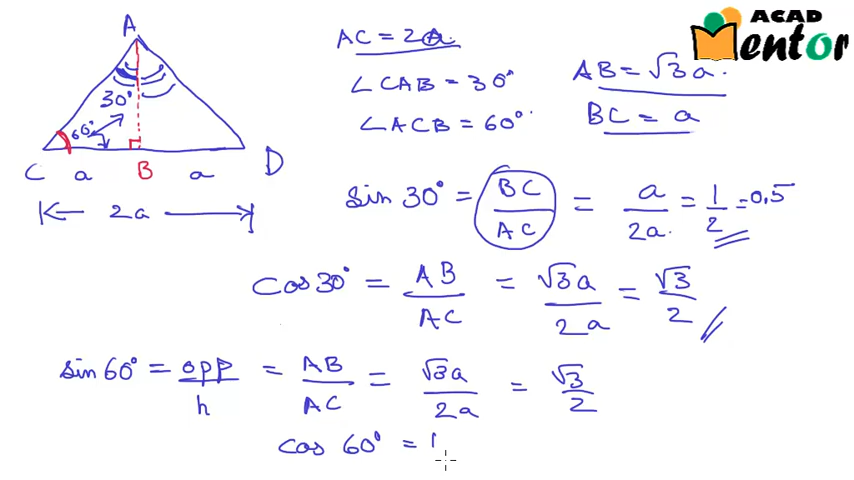 ACAD
Mentor
A
30°
60°
C a B a D
2a
AC = 2a
∠CAB = 30°
∠ACB = 60°
AB = √3 a.
BC = a
sin 30° = BC/AC = a/2a. = 1/2 = 0.5
cos 30° = AB/AC = √3a/2a = √3/2
sin 60° = opp/h = AB/AC = √3a/2a = √3/2
cos 60° = 1